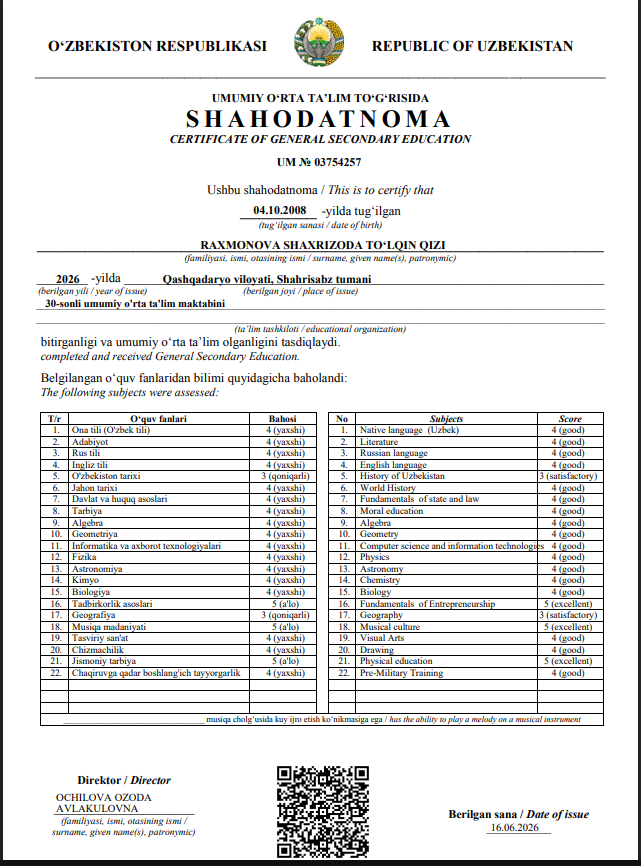 O‘ZBEKISTON RESPUBLIKASI REPUBLIC OF UZBEKISTAN
UMUMIY O‘RTA TA’LIM TO‘G‘RISIDA
SHAHODATNOMA
CERTIFICATE OF GENERAL SECONDARY EDUCATION
UM № 03754257
Ushbu shahodatnoma / This is to certify that
04.10.2008 -yilda tug‘ilgan
(tug‘ilgan sanasi / date of birth)
RAXMONOVA SHAXRIZODA TO‘LQIN QIZI
(familiyasi, ismi, otasining ismi / surname, given name(s), patronymic)
2026 -yilda Qashqadaryo viloyati, Shahrisabz tumani
(berilgan yili / year of issue) (berilgan joyi / place of issue)
30-sonli umumiy o'rta ta'lim maktabini
(ta’lim tashkiloti / educational organization)
bitirganligi va umumiy o‘rta ta’lim olganligini tasdiqlaydi.
completed and received General Secondary Education.
Belgilangan o‘quv fanlaridan bilimi quyidagicha baholandi:
The following subjects were assessed:
T/r O‘quv fanlari Bahosi No Subjects Score
1. Ona tili (O'zbek tili) 4 (yaxshi) 1. Native language (Uzbek) 4 (good)
2. Adabiyot 4 (yaxshi) 2. Literature 4 (good)
3. Rus tili 4 (yaxshi) 3. Russian language 4 (good)
4. Ingliz tili 4 (yaxshi) 4. English language 4 (good)
5. O'zbekiston tarixi 3 (qoniqarli) 5. History of Uzbekistan 3 (satisfactory)
6. Jahon tarixi 4 (yaxshi) 6. World History 4 (good)
7. Davlat va huquq asoslari 4 (yaxshi) 7. Fundamentals of state and law 4 (good)
8. Tarbiya 4 (yaxshi) 8. Moral education 4 (good)
9. Algebra 4 (yaxshi) 9. Algebra 4 (good)
10. Geometriya 4 (yaxshi) 10. Geometry 4 (good)
11. Informatika va axborot texnologiyalari 4 (yaxshi) 11. Computer science and information technologies 4 (good)
12. Fizika 4 (yaxshi) 12. Physics 4 (good)
13. Astronomiya 4 (yaxshi) 13. Astronomy 4 (good)
14. Kimyo 4 (yaxshi) 14. Chemistry 4 (good)
15. Biologiya 4 (yaxshi) 15. Biology 4 (good)
16. Tadbirkorlik asoslari 5 (a'lo) 16. Fundamentals of Entrepreneurship 5 (excellent)
17. Geografiya 3 (qoniqarli) 17. Geography 3 (satisfactory)
18. Musiqa madaniyati 5 (a'lo) 18. Musical culture 5 (excellent)
19. Tasviriy san'at 4 (yaxshi) 19. Visual Arts 4 (good)
20. Chizmachilik 4 (yaxshi) 20. Drawing 4 (good)
21. Jismoniy tarbiya 5 (a'lo) 21. Physical education 5 (excellent)
22. Chaqiruvga qadar boshlang'ich tayyorgarlik 4 (yaxshi) 22. Pre-Military Training 4 (good)
musiqa cholg‘usida kuy ijro etish ko‘nikmasiga ega / has the ability to play a melody on a musical instrument
Direktor / Director
OCHILOVA OZODA
AVLAKULOVNA
(familiyasi, ismi, otasining ismi /
surname, given name(s), patronymic)
Berilgan sana / Date of issue
16.06.2026